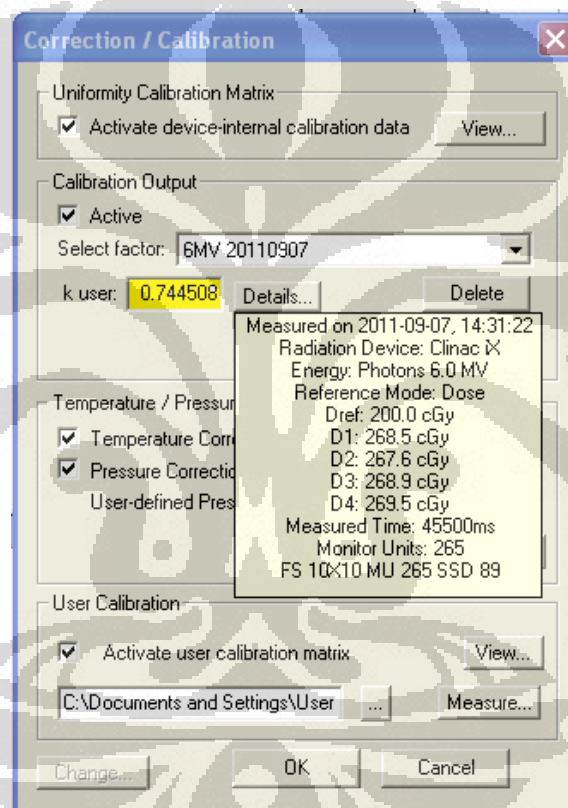 Correction / Calibration
Uniformity Calibration Matrix
Activate device-internal calibration data View...
Calibration Output
Active
Select factor: 6MV 20110907
k user: 0.744508 Details... Delete
Measured on 2011-09-07, 14:31:22
Radiation Device: Clinac iX
Energy: Photons 6.0 MV
Reference Mode: Dose
Dref: 200.0 cGy
D1: 268.5 cGy
D2: 267.6 cGy
D3: 268.9 cGy
D4: 269.5 cGy
Measured Time: 45500ms
Monitor Units: 265
FS 10X10 MU 265 SSD 89
Temperature / Pressur
Temperature Corre
Pressure Correctio
User-defined Pres
User Calibration
Activate user calibration matrix View...
C:\Documents and Settings\User ... Measure...
Change... OK Cancel